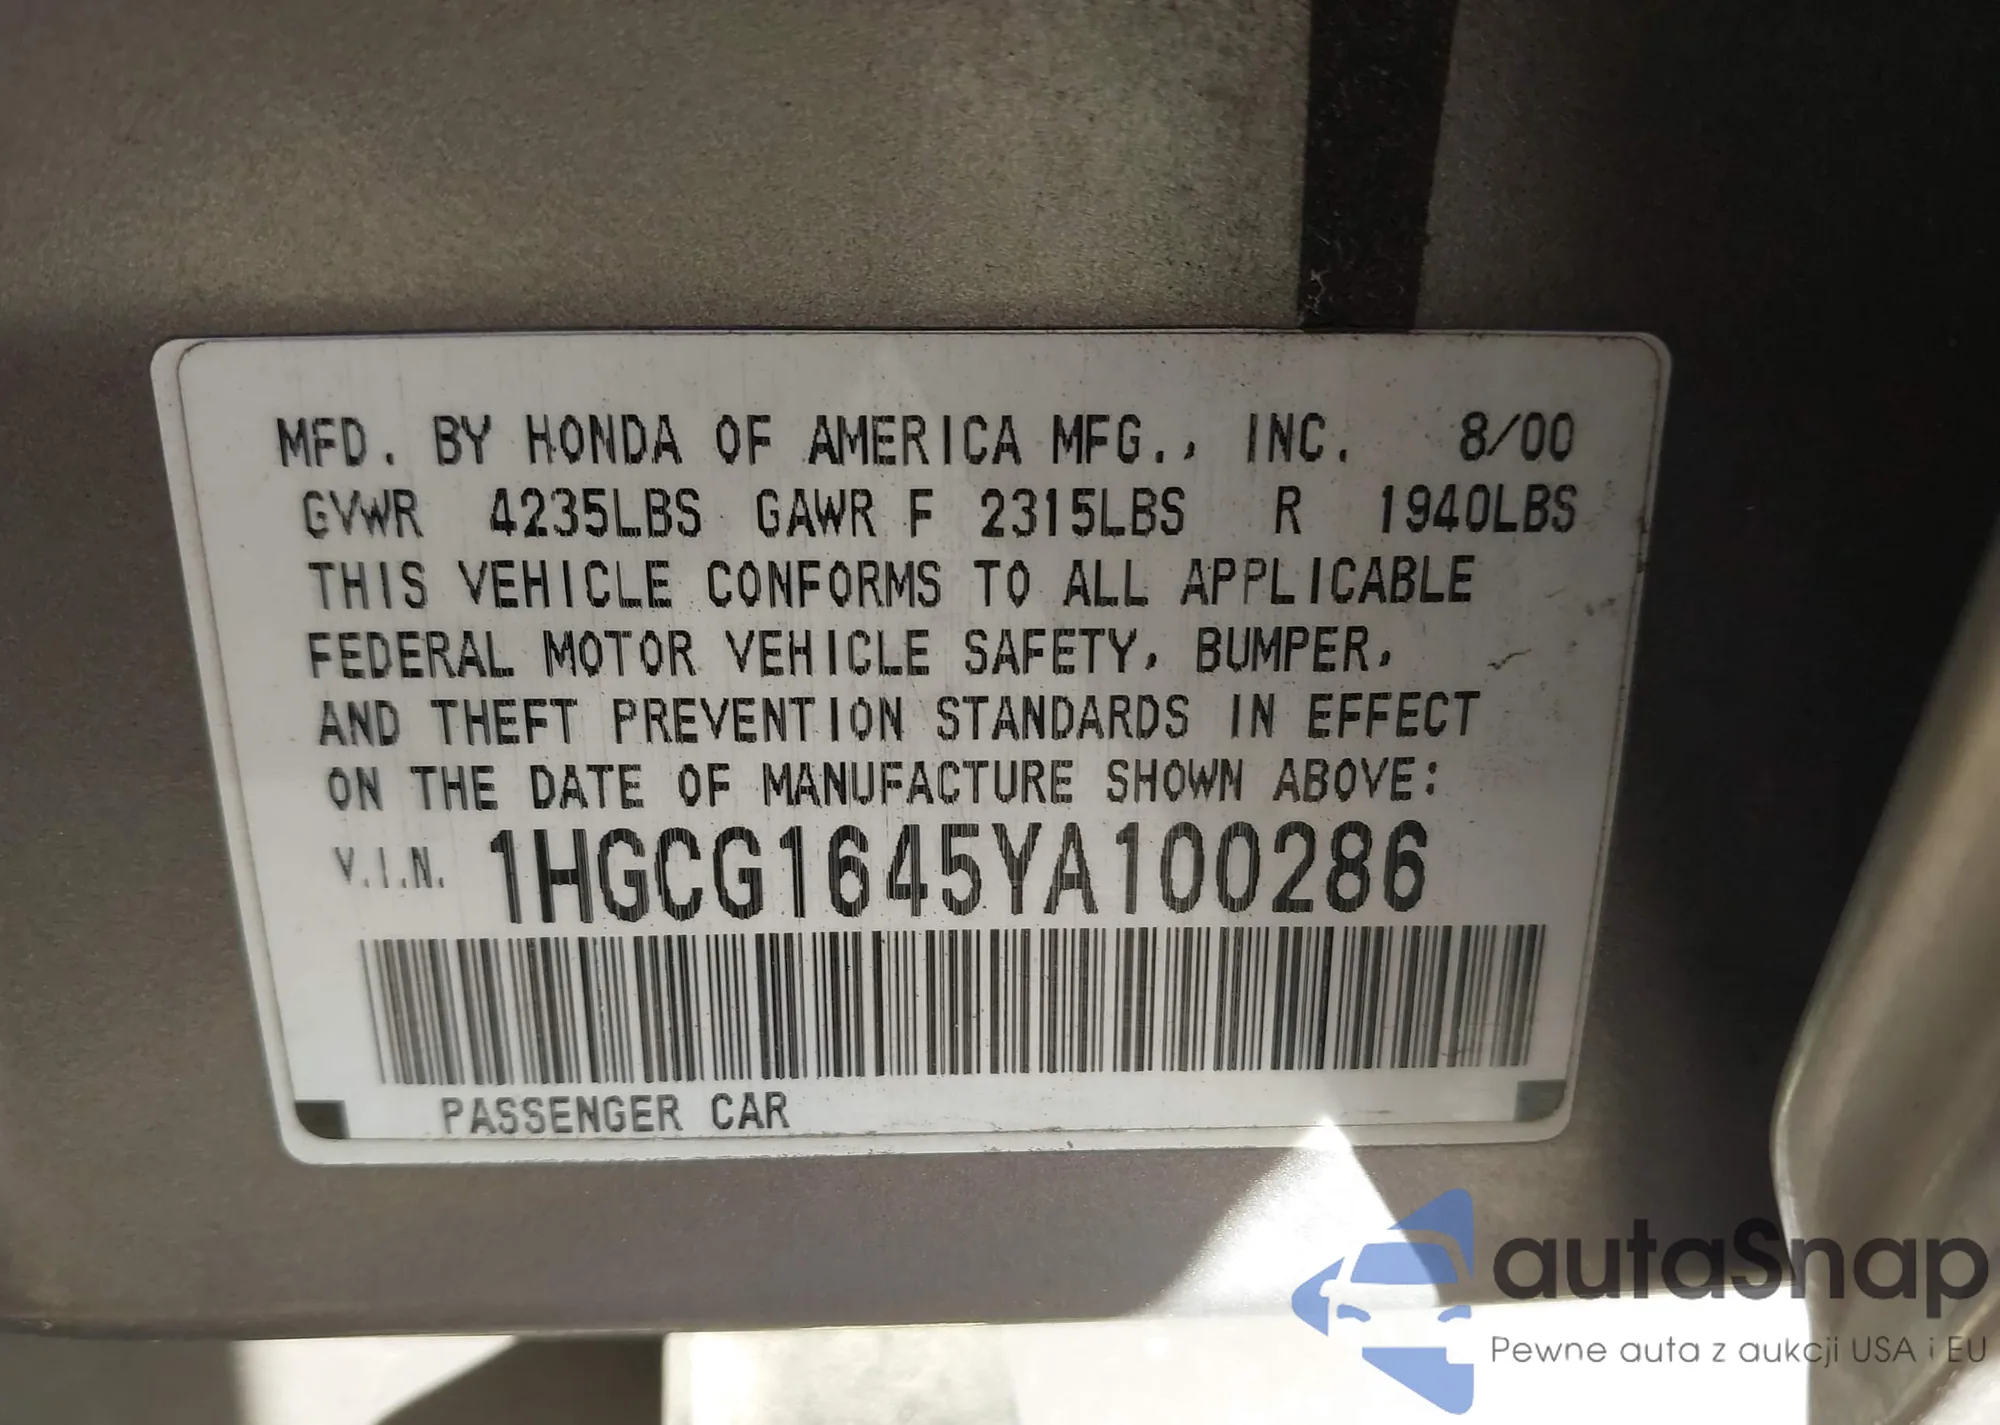 MFD. BY HONDA OF AMERICA MFG., INC. 8/00
GVWR 4235LBS GAWR F 2315LBS R 1940LBS
THIS VEHICLE CONFORMS TO ALL APPLICABLE
FEDERAL MOTOR VEHICLE SAFETY, BUMPER,
AND THEFT PREVENTION STANDARDS IN EFFECT
ON THE DATE OF MANUFACTURE SHOWN ABOVE:
V.I.N. 1HGCG1645YA100286
PASSENGER CAR
autaSnap
Pewne auta z aukcji USA i EU